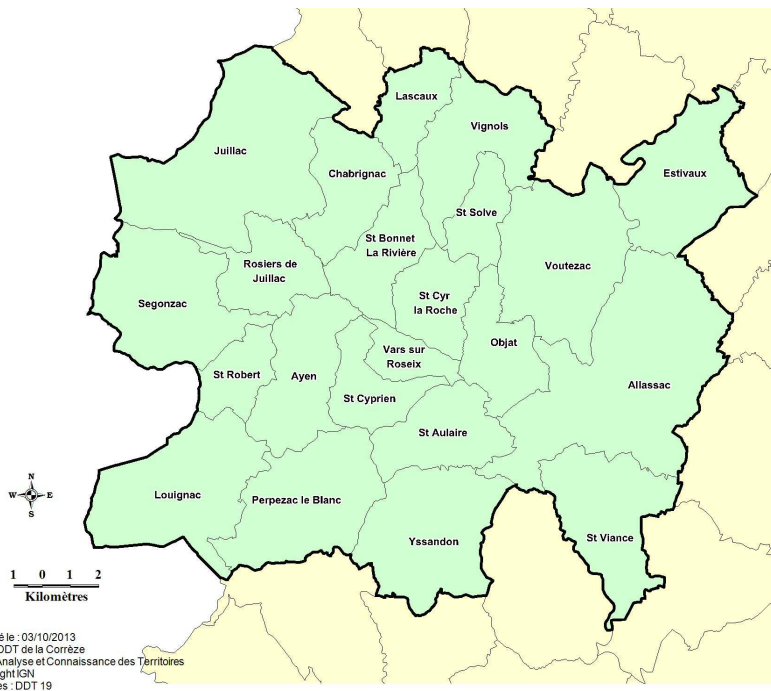 Lascaux
Vignols
Juillac
Chabrignac
Estivaux
St Solve
St Bonnet
La Rivière
Rosiers de
Juillac
Voutezac
Segonzac
St Cyr
la Roche
Objat
Vars sur
Roseix
St Robert
Ayen
Allassac
St Cyprien
St Aulaire
N
W
E
S
Louignac
Perpezac le Blanc
Yssandon
St Viance
1 0 1 2
Kilomètres
é le : 03/10/2013
DDT de la Corrèze
Analyse et Connaissance des Territoires
ght IGN
es : DDT 19